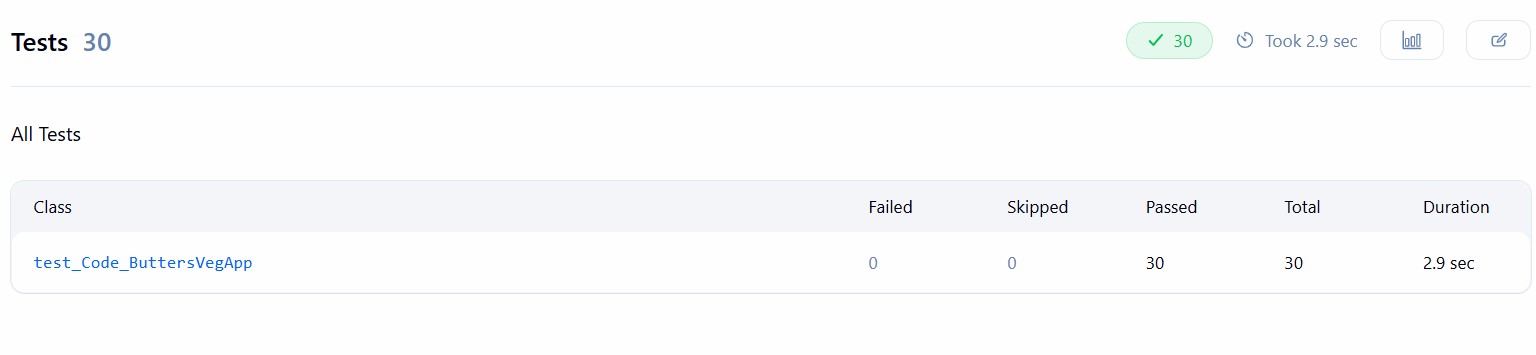 Tests 30 30 Took 2.9 sec
All Tests
Class Failed Skipped Passed Total Duration
test_Code_ButtersVegApp 0 0 30 30 2.9 sec